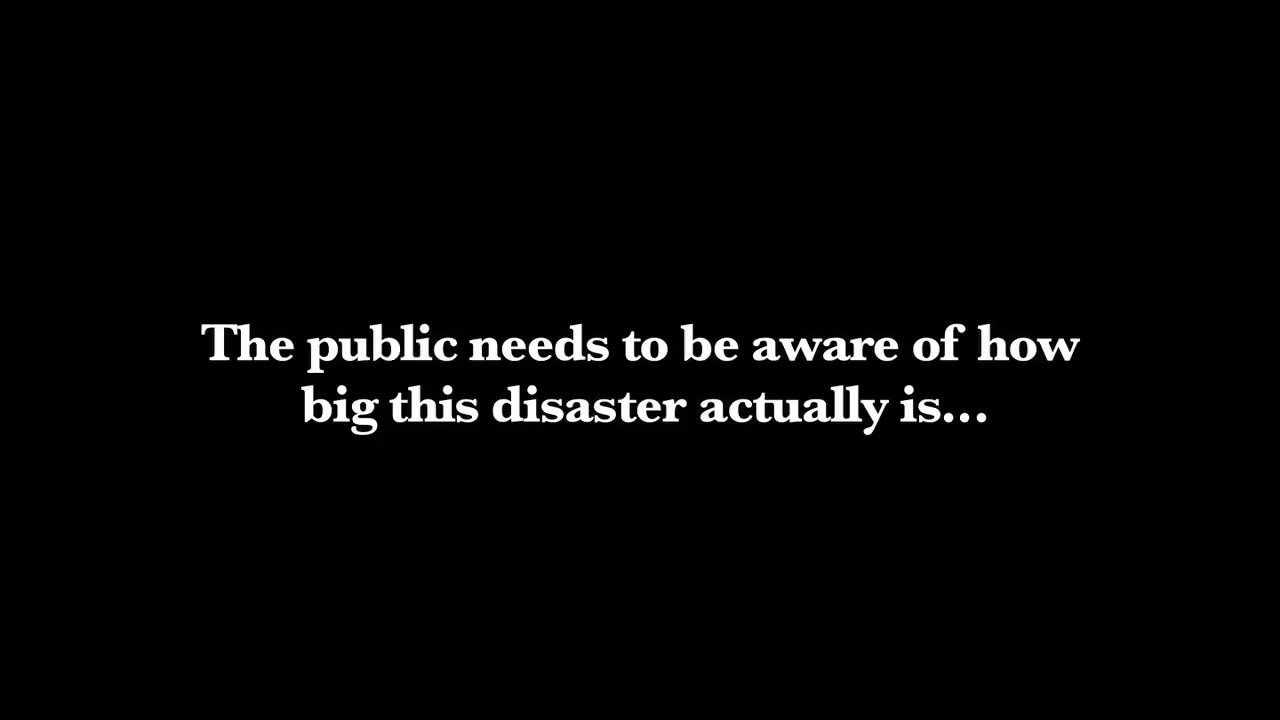 The public needs to be aware of how
big this disaster actually is...